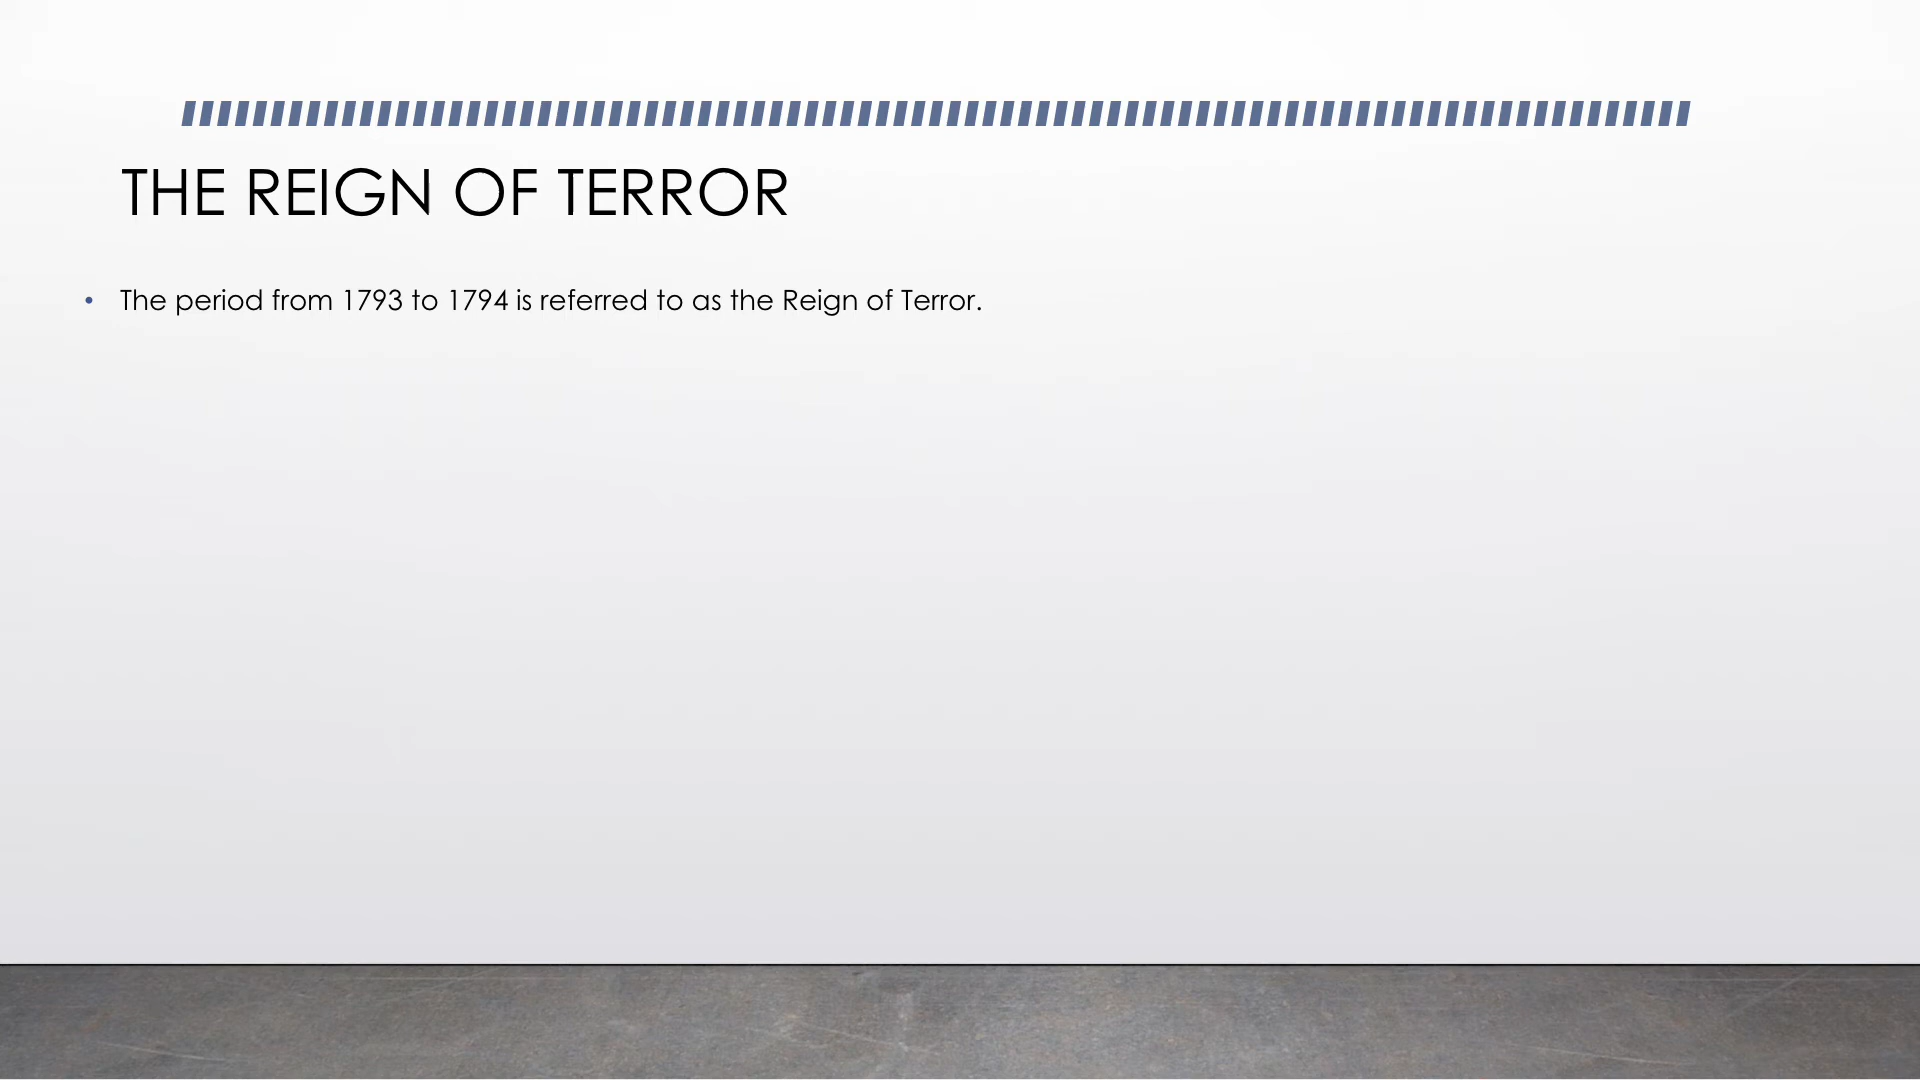 THE REIGN OF TERROR
• The period from 1793 to 1794 is referred to as the Reign of Terror.